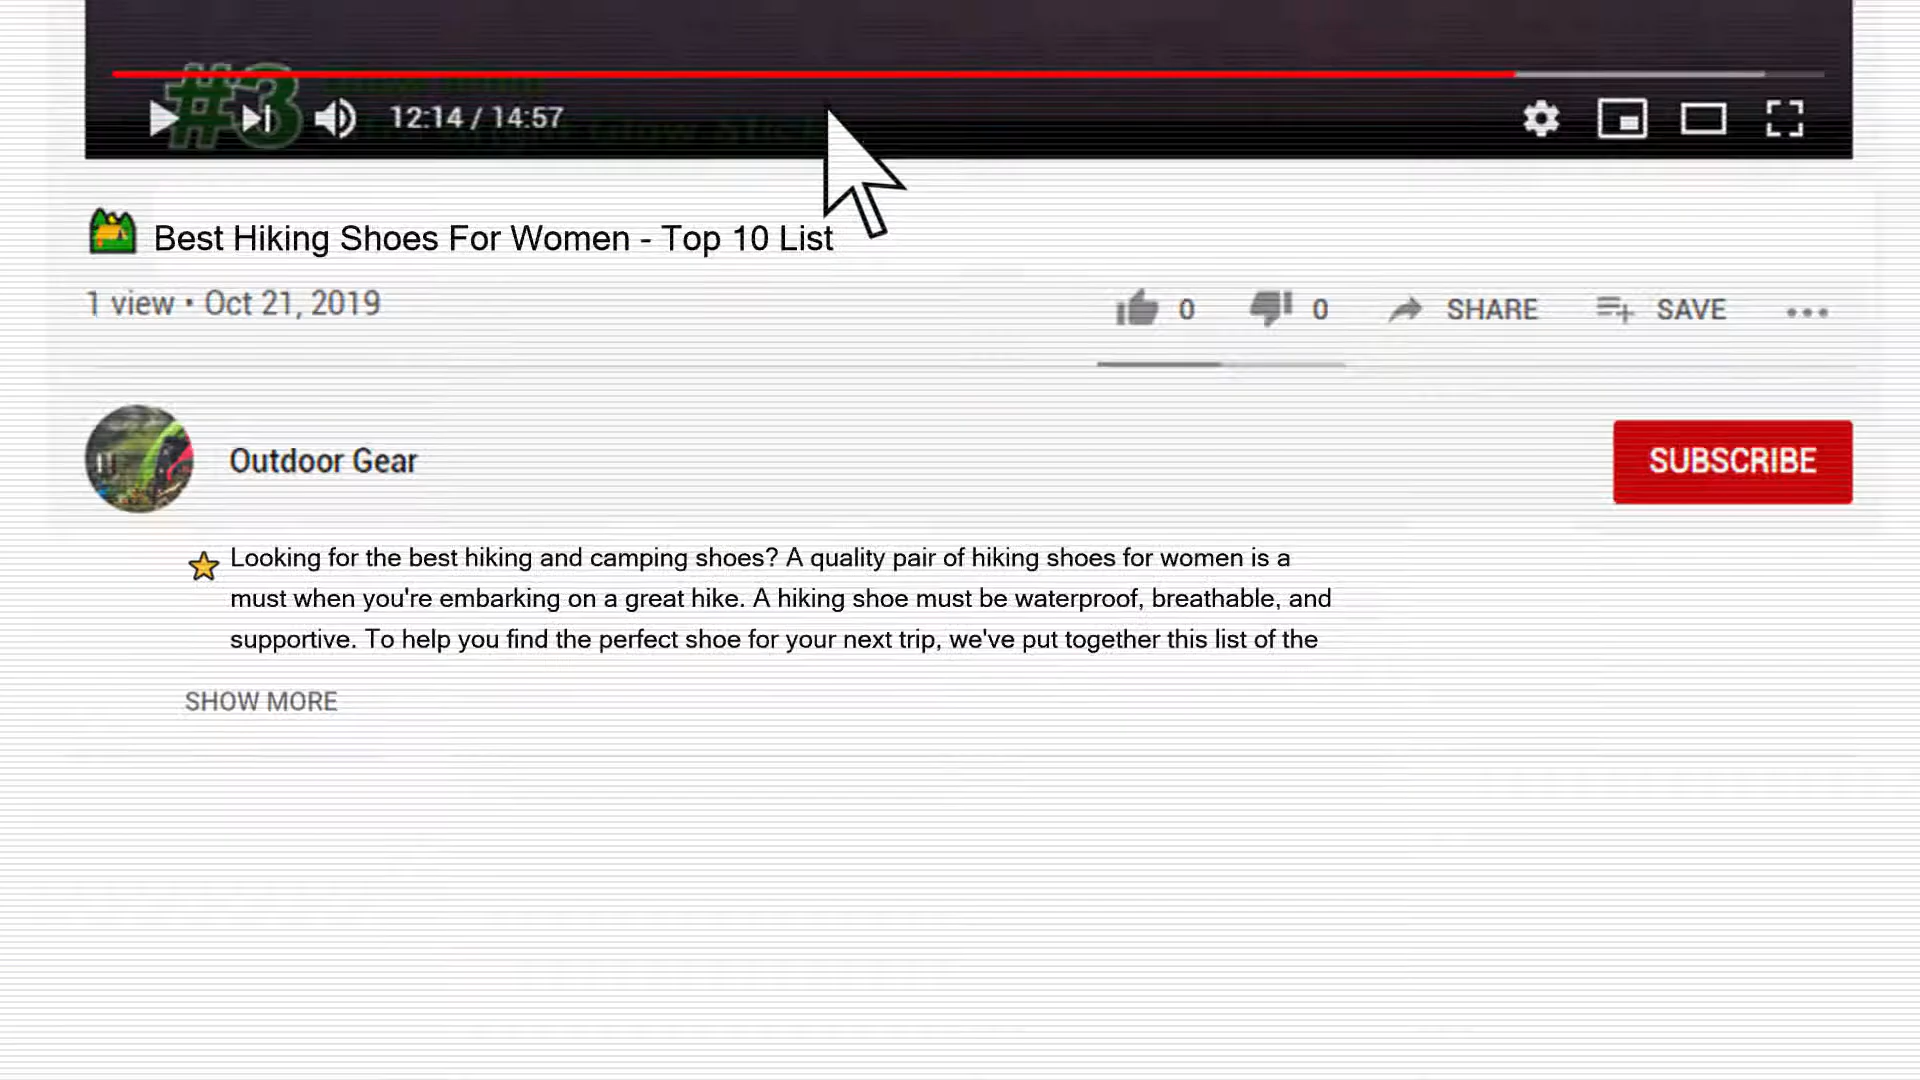 #3
12:14 / 14:57
Best Hiking Shoes For Women - Top 10 List
1 view • Oct 21, 2019
0
0
SHARE
SAVE
Outdoor Gear
SUBSCRIBE
Looking for the best hiking and camping shoes? A quality pair of hiking shoes for women is a
must when you're embarking on a great hike. A hiking shoe must be waterproof, breathable, and
supportive. To help you find the perfect shoe for your next trip, we've put together this list of the
SHOW MORE